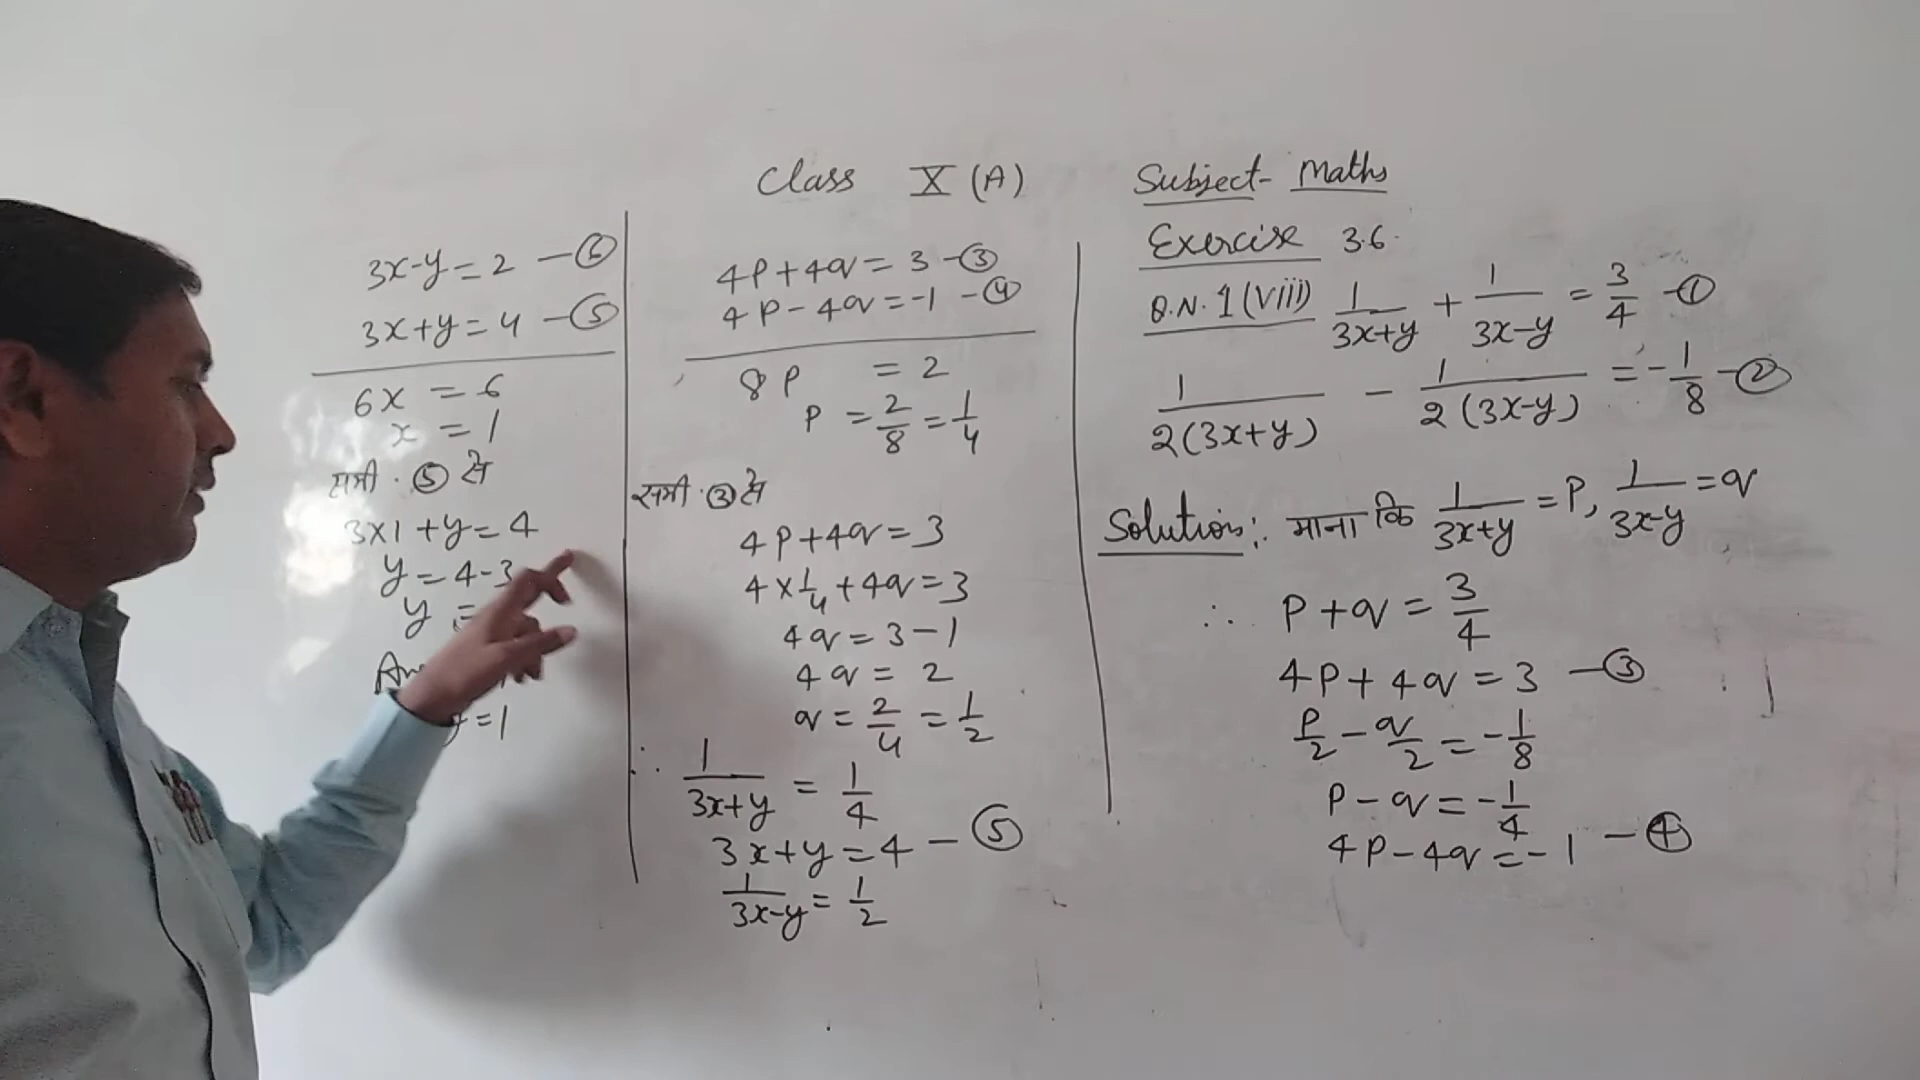 Class X (A) Subject- Maths
Exercise 3.6.
Q.N. 1 (viii) 1/(3x+y) + 1/(3x-y) = 3/4 -①
1/(2(3x+y)) - 1/(2(3x-y)) = -1/8 -②
Solution:. माना कि 1/(3x+y) = P, 1/(3x-y) = q
∴ P+q = 3/4
4P+4q = 3 -③
P/2 - q/2 = -1/8
P-q = -1/4
4P-4q = -1 -④
4P+4q = 3 -③
4P-4q = -1 -④
8P = 2
P = 2/8 = 1/4
समी. ③ से
4P+4q = 3
4×1/4+4q = 3
4q = 3-1
4q = 2
q = 2/4 = 1/2
∴ 1/(3x+y) = 1/4
3x+y = 4 -⑤
1/(3x-y) = 1/2
3x-y = 2 -⑥
3x+y = 4 -⑤
6x = 6
x = 1
समी. ⑤ से
3×1+y = 4
y = 4-3
y =
An
=1